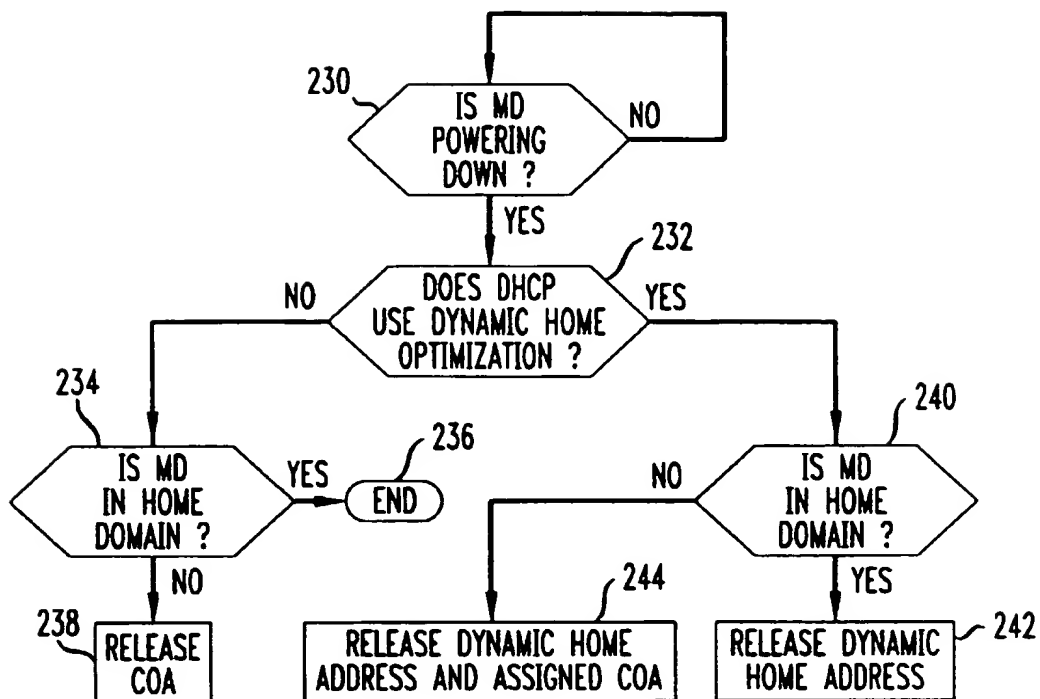 230
IS MD
POWERING
DOWN ?
NO
YES
232
DOES DHCP
USE DYNAMIC HOME
OPTIMIZATION ?
NO
YES
234
IS MD
IN HOME
DOMAIN ?
YES
236
END
NO
238
RELEASE
COA
240
IS MD
IN HOME
DOMAIN ?
NO
YES
244
RELEASE DYNAMIC HOME
ADDRESS AND ASSIGNED COA
RELEASE DYNAMIC
HOME ADDRESS
242